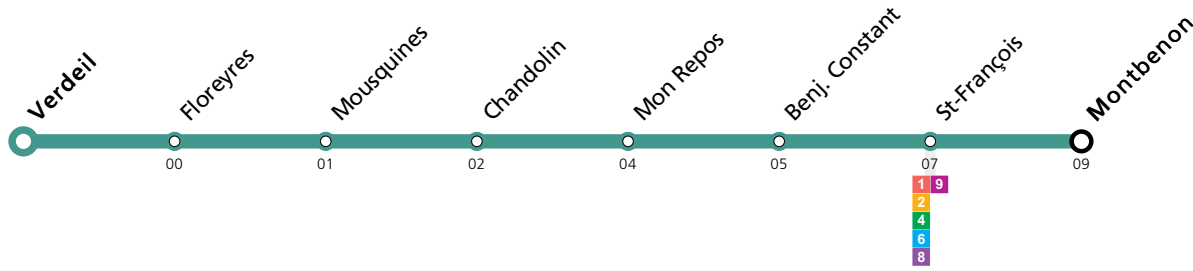 Verdeil
Floreyres
Mousquines
Chandolin
Mon Repos
Benj. Constant
St-François
Montbenon
00 01 02 04 05 07 09
1 9
2
4
6
8